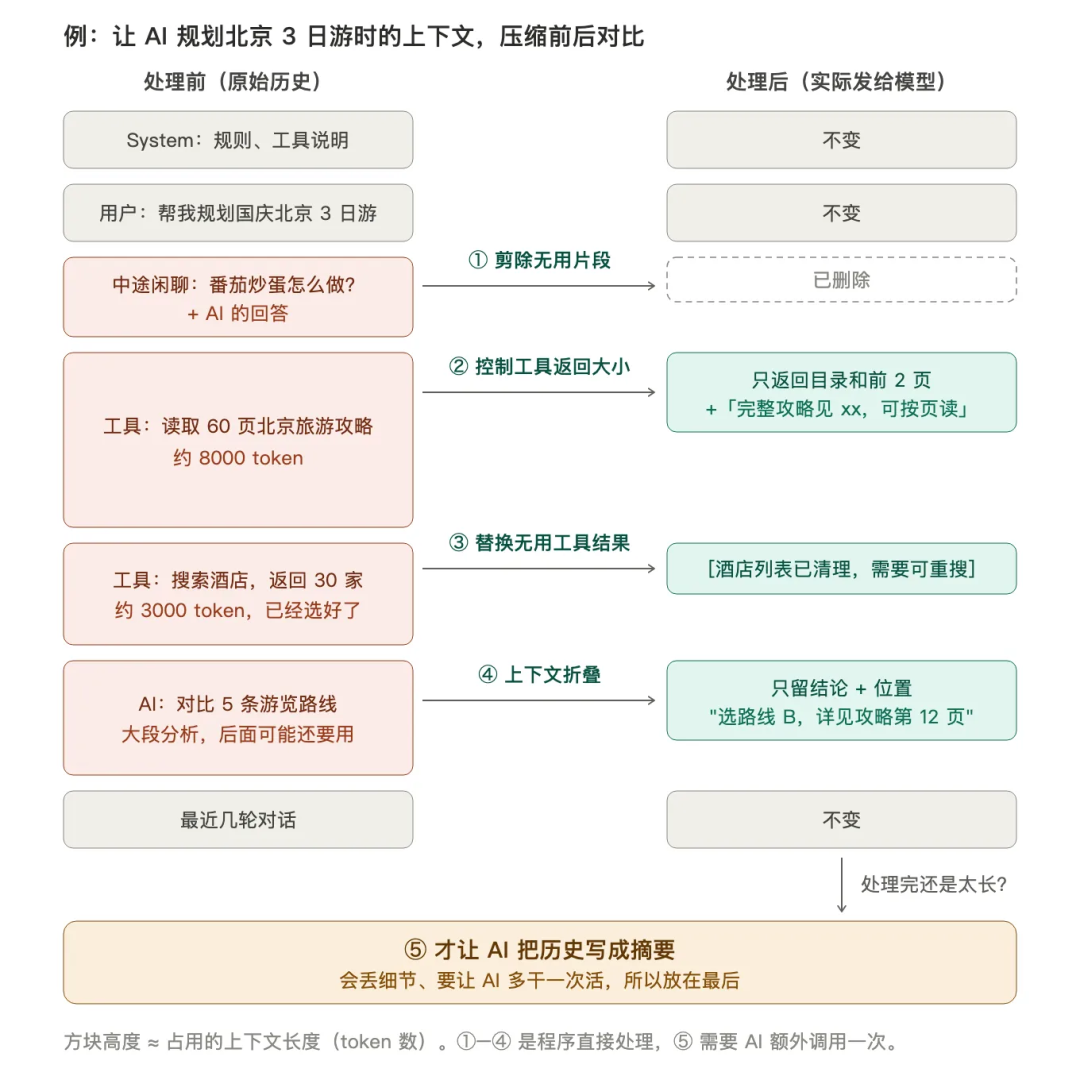 例：让 AI 规划北京 3 日游时的上下文，压缩前后对比
处理前（原始历史）
处理后（实际发给模型）
System：规则、工具说明
不变
用户：帮我规划国庆北京 3 日游
不变
中途闲聊：番茄炒蛋怎么做？
+ AI 的回答
① 剪除无用片段
已删除
工具：读取 60 页北京旅游攻略
约 8000 token
② 控制工具返回大小
只返回目录和前 2 页
+「完整攻略见 xx，可按页读」
工具：搜索酒店，返回 30 家
约 3000 token，已经选好了
③ 替换无用工具结果
[酒店列表已清理，需要可重搜]
AI：对比 5 条游览路线
大段分析，后面可能还要用
④ 上下文折叠
只留结论 + 位置
"选路线 B，详见攻略第 12 页"
最近几轮对话
不变
处理完还是太长？
⑤ 才让 AI 把历史写成摘要
会丢细节、要让 AI 多干一次活，所以放在最后
方块高度 ≈ 占用的上下文长度（token 数）。①—④ 是程序直接处理，⑤ 需要 AI 额外调用一次。